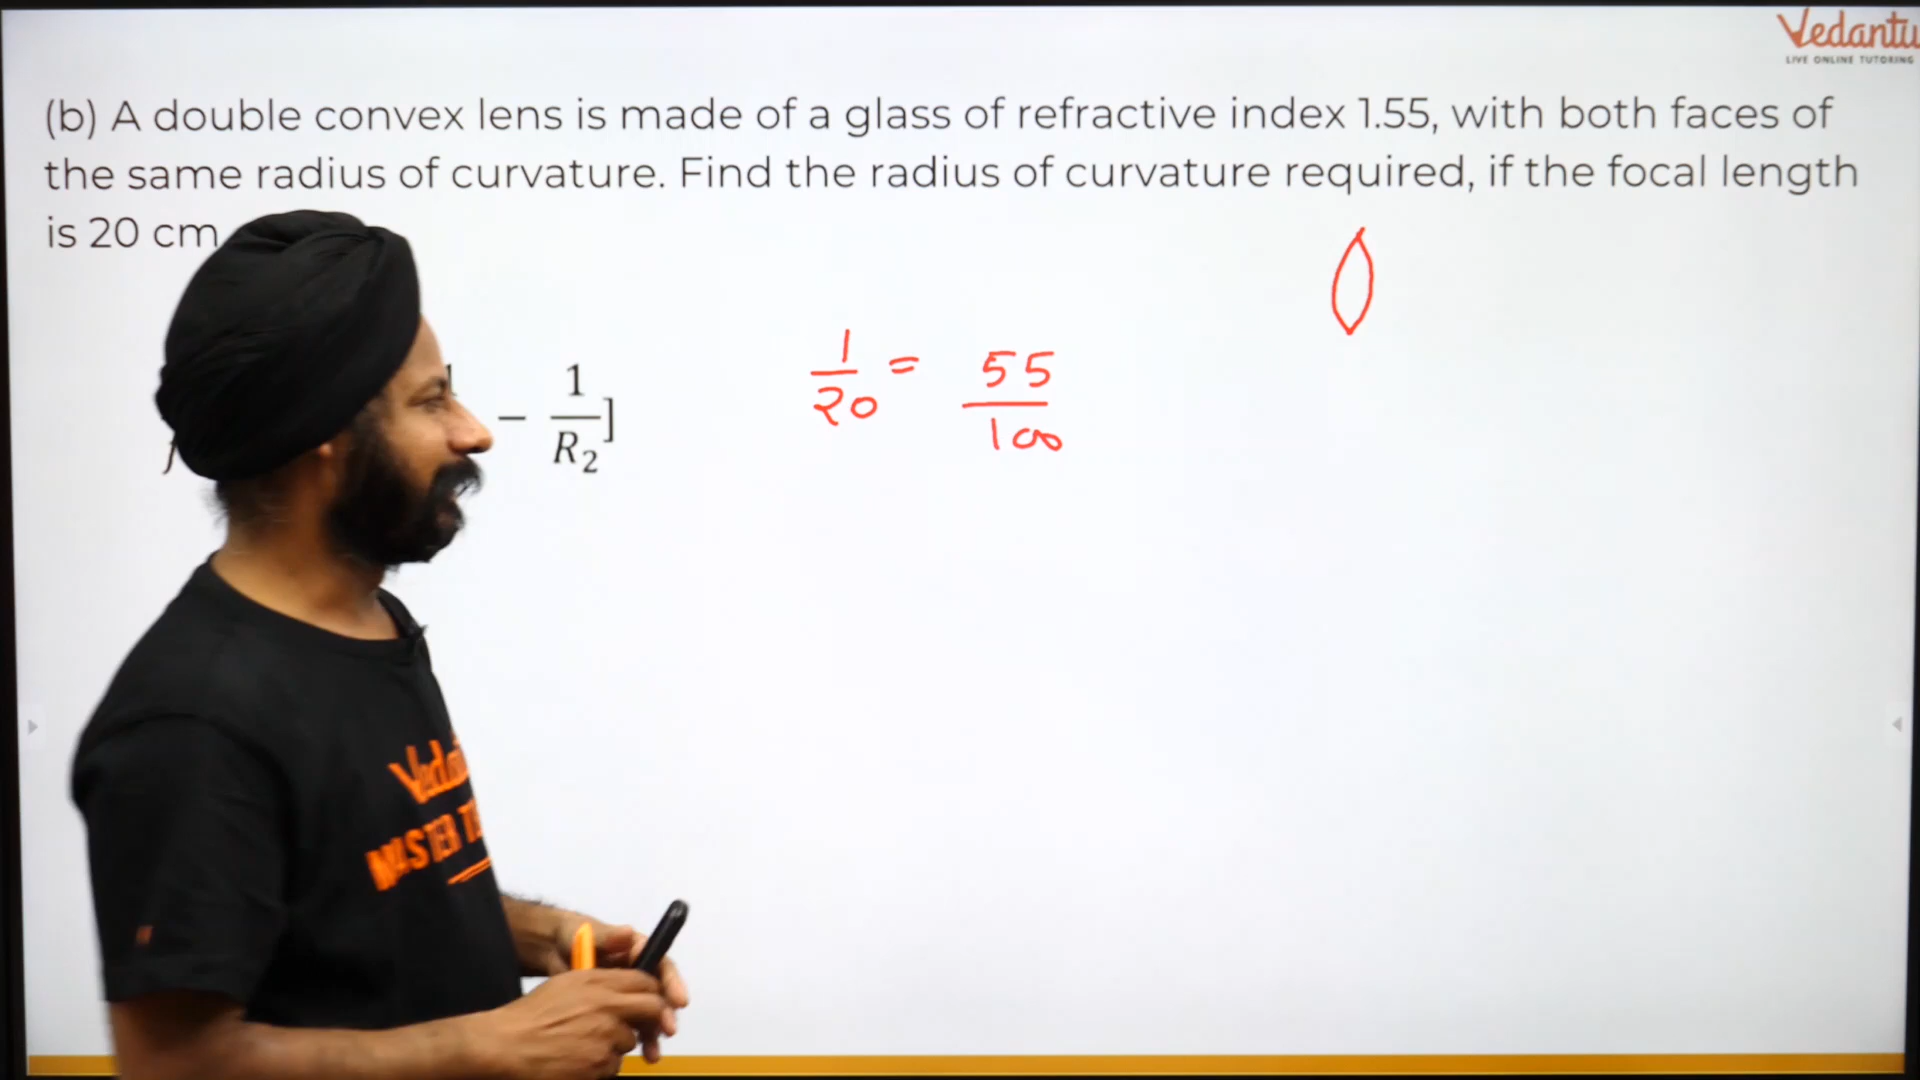 Vedantu
LIVE ONLINE TUTORING
(b) A double convex lens is made of a glass of refractive index 1.55, with both faces of
the same radius of curvature. Find the radius of curvature required, if the focal length
is 20 cm
− 1/R₂]
1/20 = 55/100
MASTER